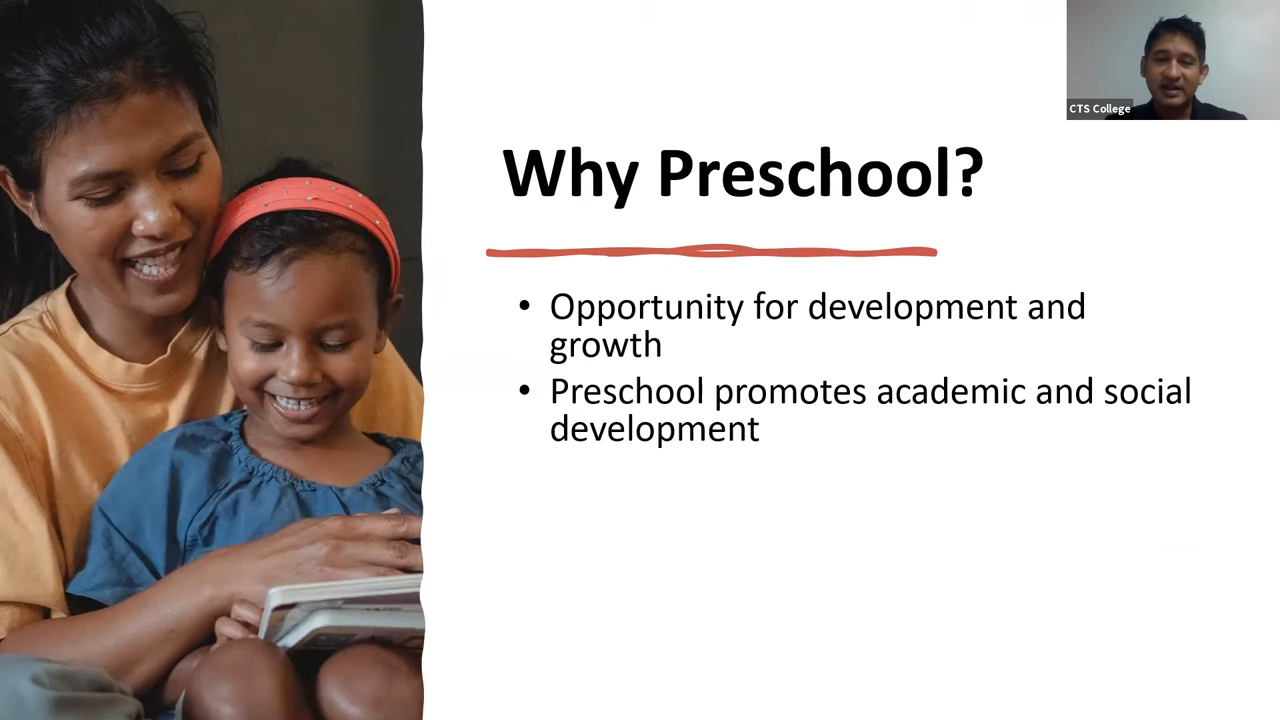 CTS College
Why Preschool?
• Opportunity for development and
growth
• Preschool promotes academic and social
development